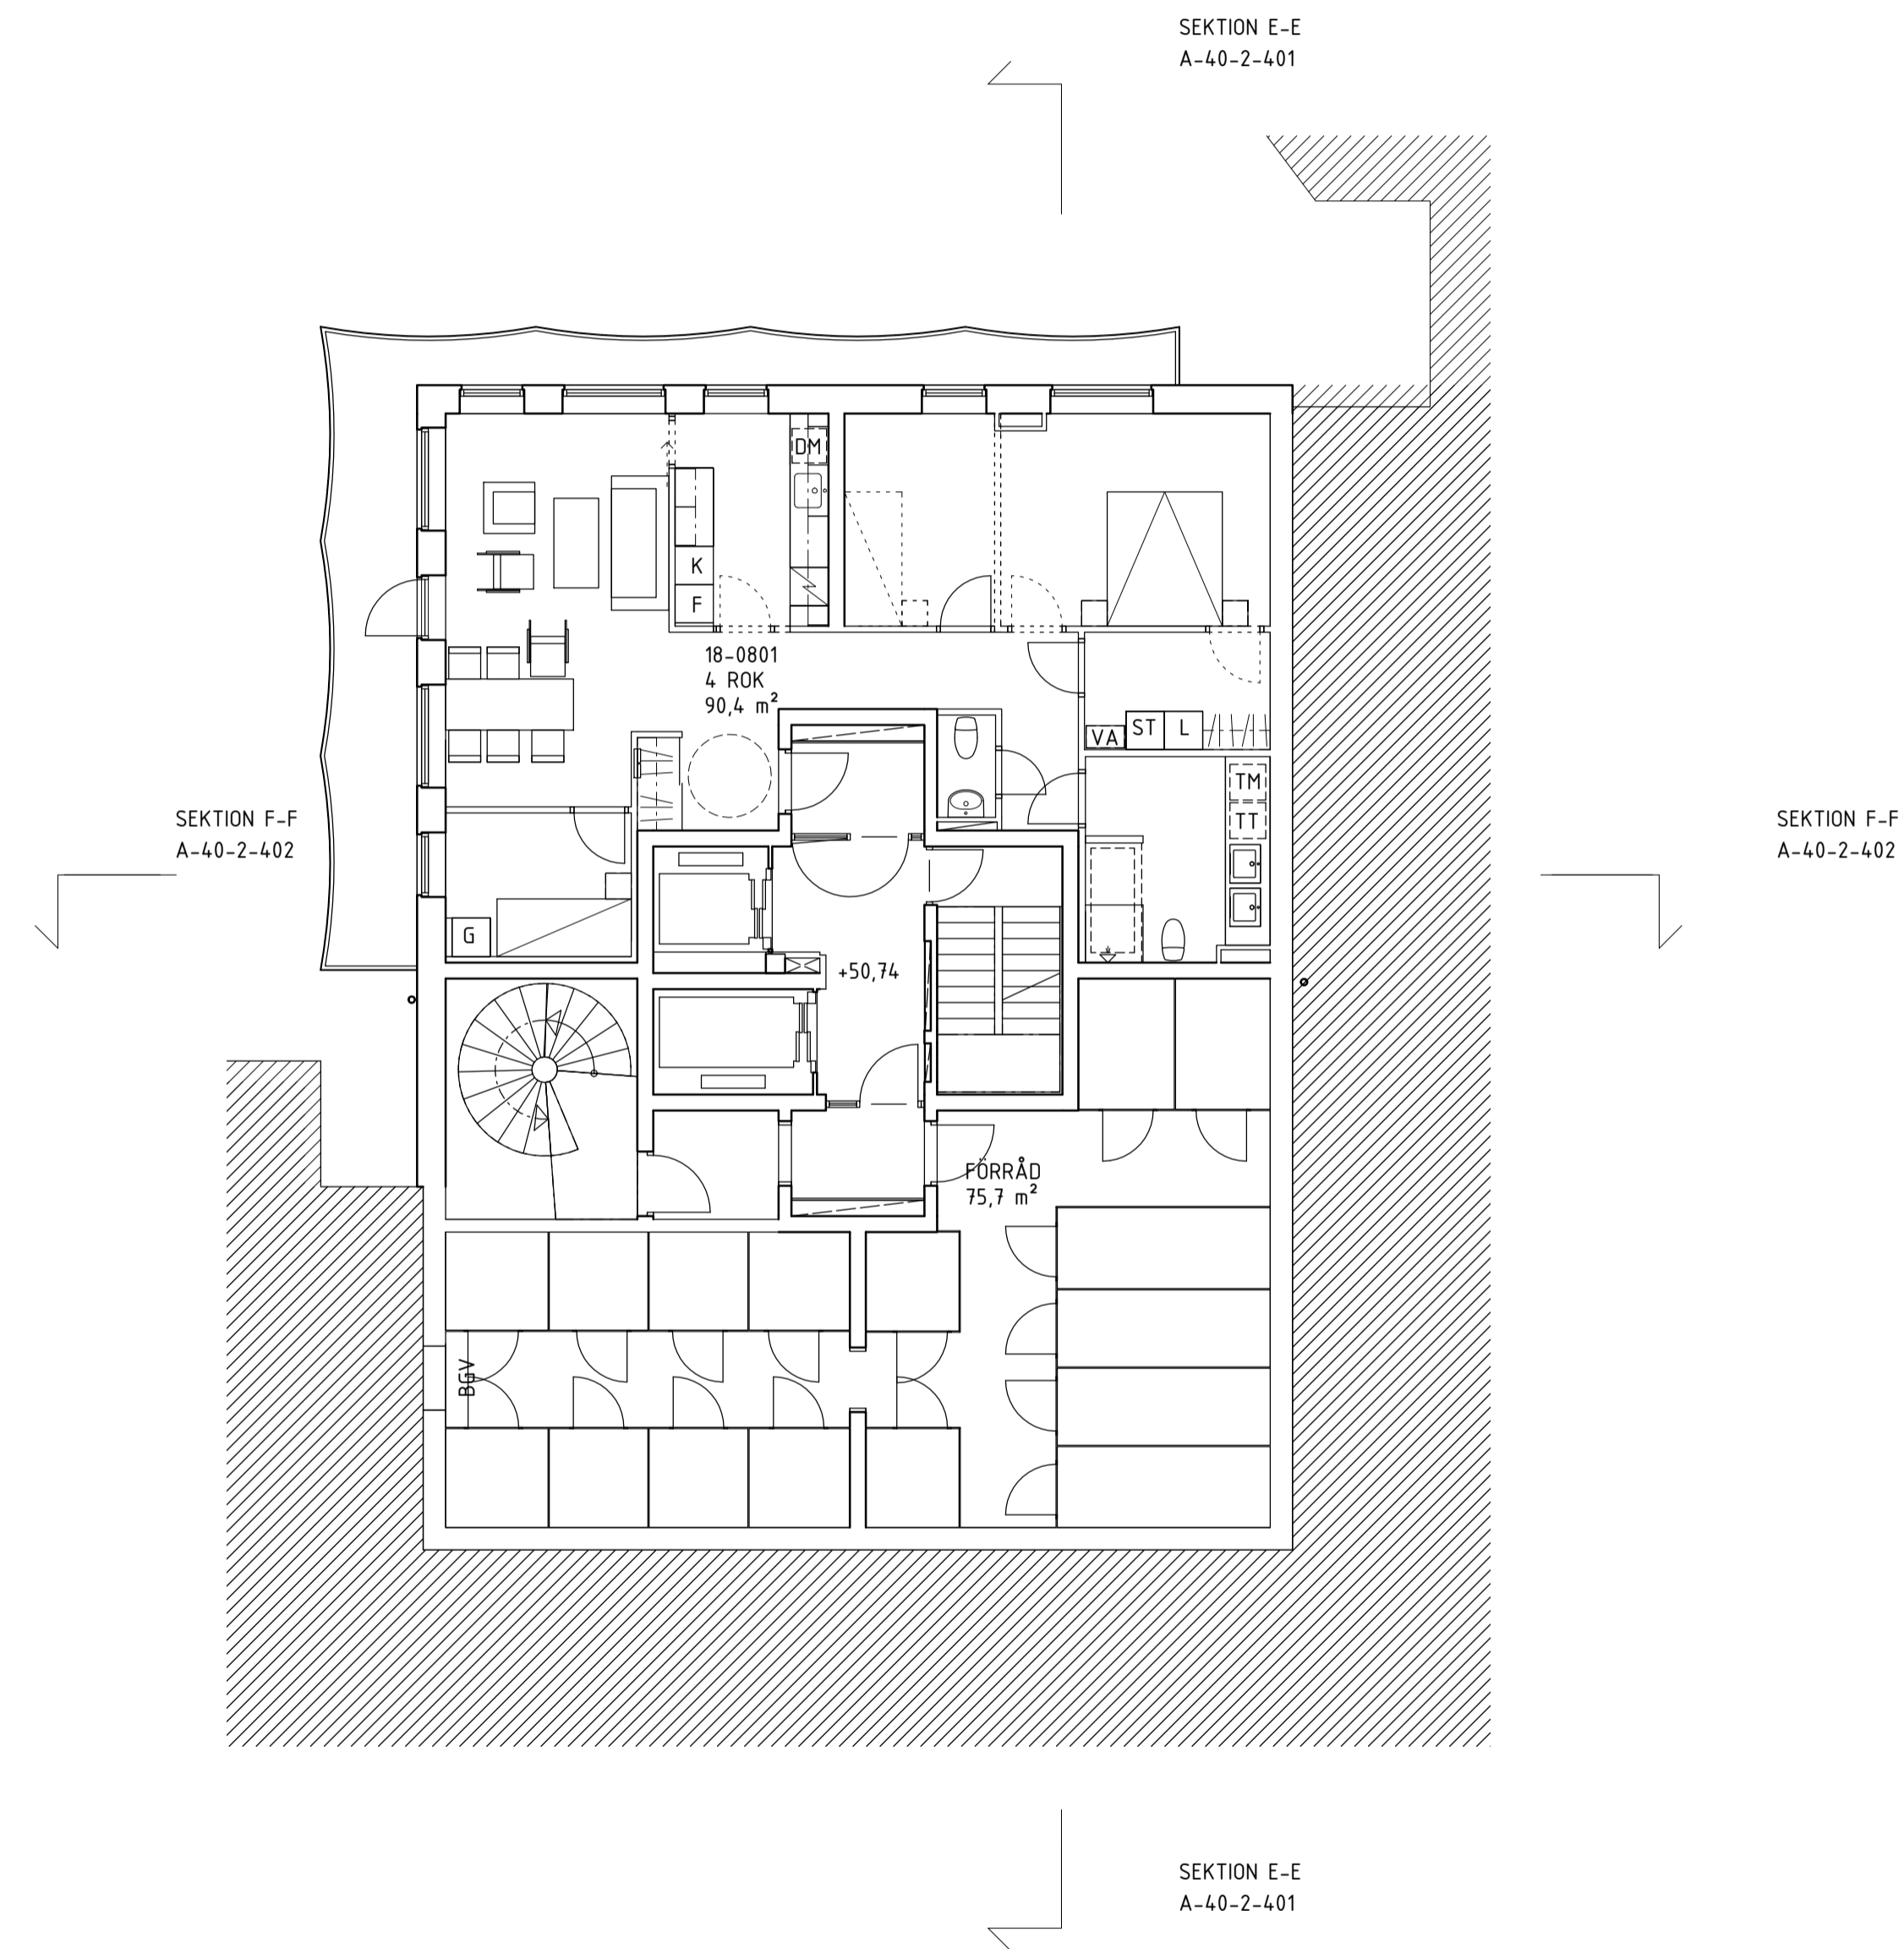 SEKTION E-E
A-40-2-401
DM
K
F
18-0801
4 ROK
90,4 m²
VA
ST
L
TM
TT
SEKTION F-F
A-40-2-402
SEKTION F-F
A-40-2-402
G
+50,74
FÖRRÅD
75,7 m²
BGV
SEKTION E-E
A-40-2-401